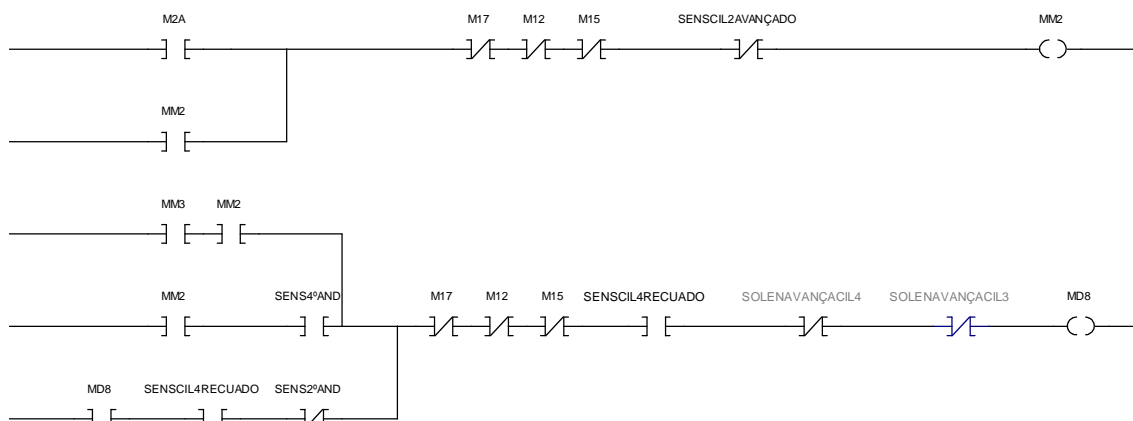 M2A M17 M12 M15 SENSCIL2AVANÇADO MM2
MM2
MM3 MM2
MM2 SENS4ºAND M17 M12 M15 SENSCIL4RECUADO SOLENAVANÇACIL4 SOLENAVANÇACIL3 MD8
MD8 SENSCIL4RECUADO SENS2ºAND